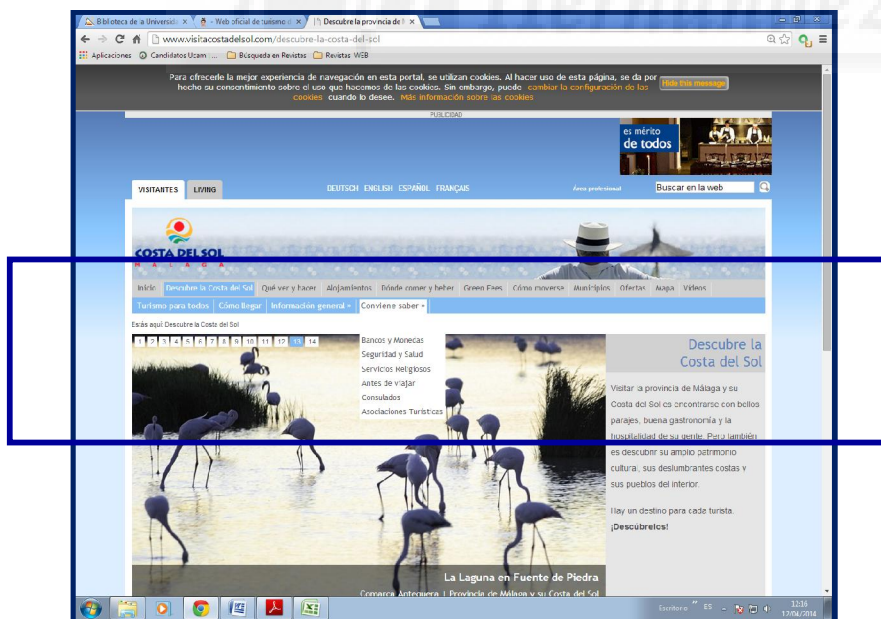 Biblioteca de la Universid
- Web oficial de turismo d
Descubre la provincia de
www.visitacostadelsol.com/descubre-la-costa-del-sol
Aplicaciones
Candidatos Ucam ...
Búsqueda en Revistas
Revistas WEB
Para ofrecerle la mejor experiencia de navegación en esta portal, se utilizan cookies. Al hacer uso de esta página, se da por
hecho su consentimiento sobre el uso que hacemos de las cookies. Sin embargo, puede cambiar la configuración de las
cookies cuando lo desee. Más información sobre las cookies
Hide this message
PUBLICIDAD
es mérito
de todos
VISITANTES LIVING
DEUTSCH ENGLISH ESPAÑOL FRANÇAIS
Área profesional
Buscar en la web
COSTA DEL SOL
MALAGA
Inicio Descubre la Costa del Sol Qué ver y hacer Alojamientos Dónde comer y beber Green Fees Cómo moverse Municipios Ofertas Mapa Videos
Turismo para todos Cómo llegar Información general Conviene saber
Estás aquí Descubre la Costa del Sol
1 2 3 4 5 6 7 8 9 10 11 12 13 14
Bancos y Monedas
Seguridad y Salud
Servicios Religiosos
Antes de viajar
Consulados
Asociaciones Turísticas
Descubre la
Costa del Sol
Visitar la provincia de Málaga y su
Costa del Sol es encontrarse con bellos
parajes, buena gastronomía y la
hospitalidad de su gente. Pero también
es descubrir su amplio patrimonio
cultural, sus deslumbrantes costas y
sus pueblos del interior.
Hay un destino para cada turista.
¡Descúbrelos!
La Laguna en Fuente de Piedra
Comarca Antequera | Provincia de Málaga y su Costa del Sol
Escritorio
ES
12:16
12/04/2014